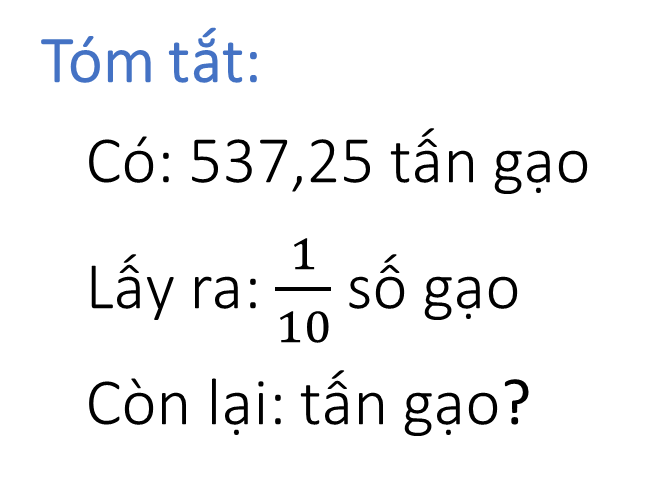 Tóm tắt:
Có: 537,25 tấn gạo
Lấy ra: 1/10 số gạo
Còn lại: tấn gạo?